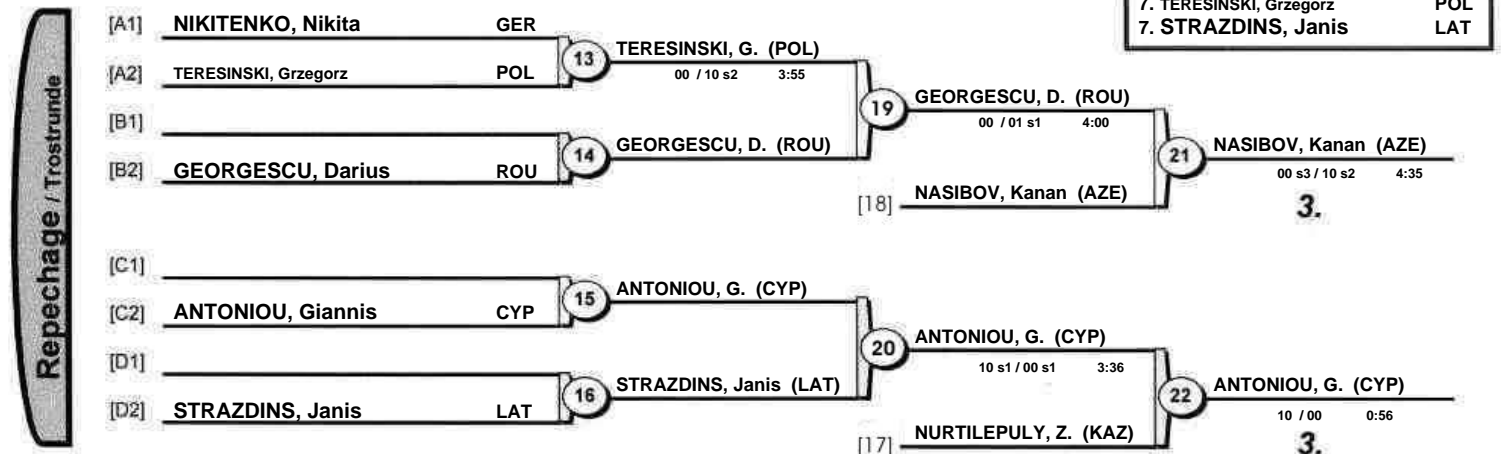 7. TERESINSKI, Grzegorz POL
7. STRAZDINS, Janis LAT
Repechage / Trostrunde
[A1] NIKITENKO, Nikita GER
[A2] TERESINSKI, Grzegorz POL
13 TERESINSKI, G. (POL)
00 / 10 s2 3:55
[B1]
[B2] GEORGESCU, Darius ROU
14 GEORGESCU, D. (ROU)
19 GEORGESCU, D. (ROU)
00 / 01 s1 4:00
[18] NASIBOV, Kanan (AZE)
21 NASIBOV, Kanan (AZE)
00 s3 / 10 s2 4:35
3.
[C1]
[C2] ANTONIOU, Giannis CYP
15 ANTONIOU, G. (CYP)
[D1]
[D2] STRAZDINS, Janis LAT
16 STRAZDINS, Janis (LAT)
20 ANTONIOU, G. (CYP)
10 s1 / 00 s1 3:36
[17] NURTILEPULY, Z. (KAZ)
22 ANTONIOU, G. (CYP)
10 / 00 0:56
3.